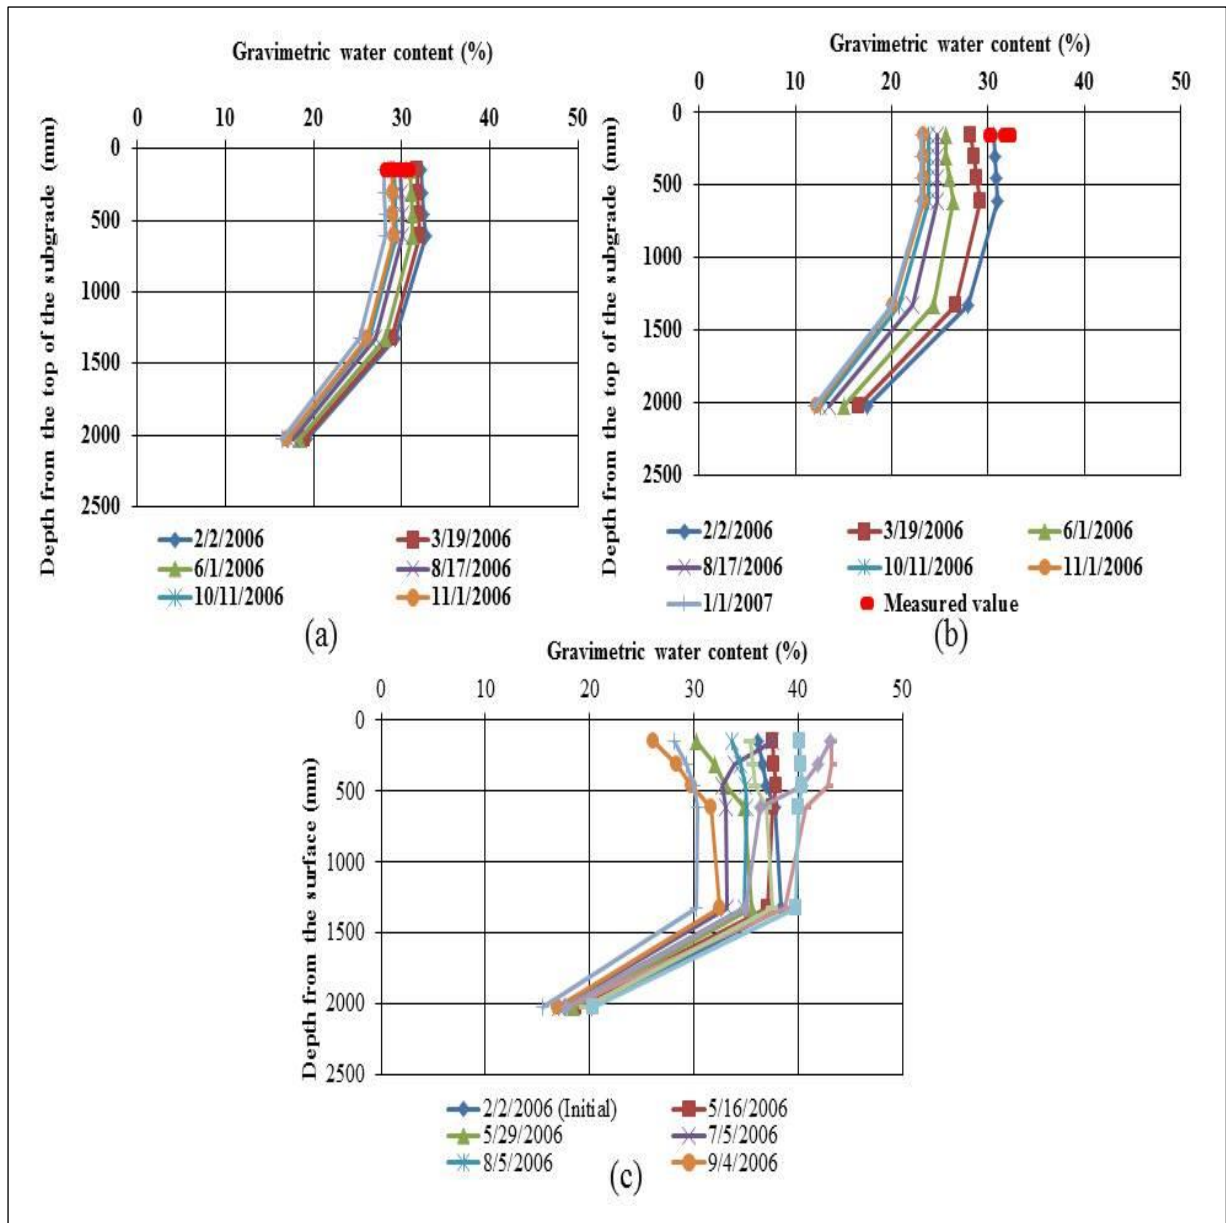 Gravimetric water content (%)
0 10 20 30 40 50
0
500
1000
1500
2000
2500
Depth from the top of the subgrade (mm)
2/2/2006 3/19/2006
6/1/2006 8/17/2006
10/11/2006 11/1/2006
(a)
Gravimetric water content (%)
0 10 20 30 40 50
0
500
1000
1500
2000
2500
Depth from the top of the subgrade (mm)
2/2/2006 3/19/2006 6/1/2006
8/17/2006 10/11/2006 11/1/2006
1/1/2007 Measured value
(b)
Gravimetric water content (%)
0 10 20 30 40 50
0
500
1000
1500
2000
2500
Depth from the surface (mm)
2/2/2006 (Initial) 5/16/2006
5/29/2006 7/5/2006
8/5/2006 9/4/2006
(c)